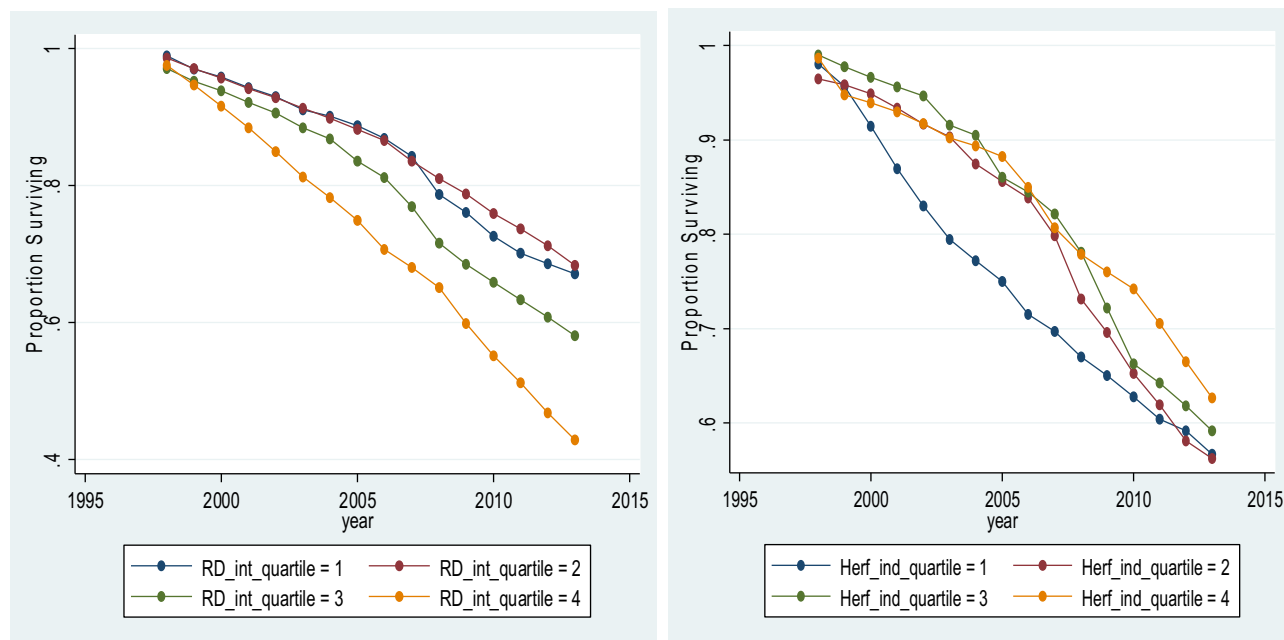 Proportion Surviving
1
.8
.6
.4
1995 2000 2005 2010 2015
year
RD_int_quartile = 1 RD_int_quartile = 2
RD_int_quartile = 3 RD_int_quartile = 4
Proportion Surviving
1
.9
.8
.7
.6
1995 2000 2005 2010 2015
year
Herf_ind_quartile = 1 Herf_ind_quartile = 2
Herf_ind_quartile = 3 Herf_ind_quartile = 4